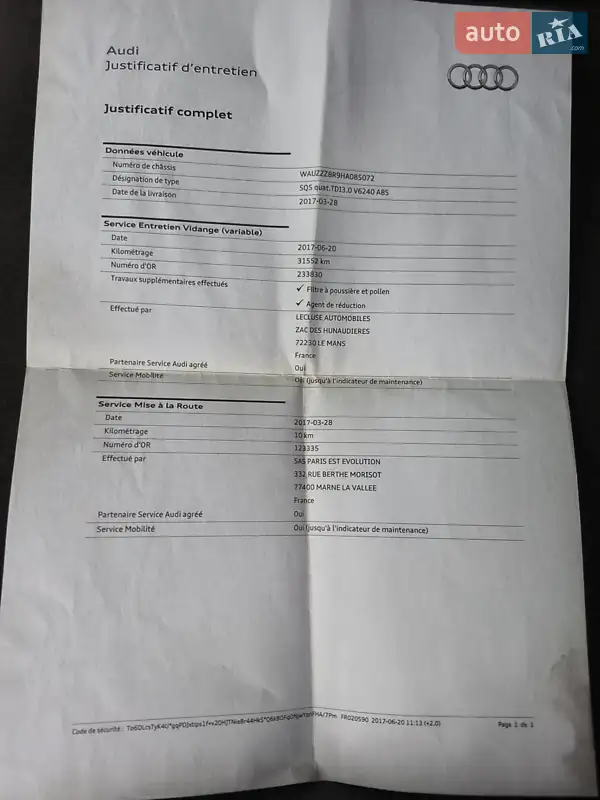 auto RIA .com
Audi
Justificatif d'entretien
Justificatif complet
Données véhicule
Numéro de châssis WAUZZZ8R9HA085072
Désignation de type SQ5 quat.TDI3.0 V6240 A8S
Date de la livraison 2017-03-28
Service Entretien Vidange (variable)
Date 2017-06-20
Kilométrage 31552 km
Numéro d'OR 233830
Travaux supplémentaires effectués ✓ Filtre à poussière et pollen
✓ Agent de réduction
Effectué par LECLUSE AUTOMOBILES
ZAC DES HUNAUDIERES
72230 LE MANS
France
Partenaire Service Audi agréé Oui
Service Mobilité Oui (jusqu'à l'indicateur de maintenance)
Service Mise à la Route
Date 2017-03-28
Kilométrage 10 km
Numéro d'OR 123335
Effectué par SAS PARIS EST EVOLUTION
332 RUE BERTHE MORISOT
77400 MARNE LA VALLEE
France
Partenaire Service Audi agréé Oui
Service Mobilité Oui (jusqu'à l'indicateur de maintenance)
Code de sécurité : FR020590 2017-06-20 11:13 (+2.0) Page 1 de 1